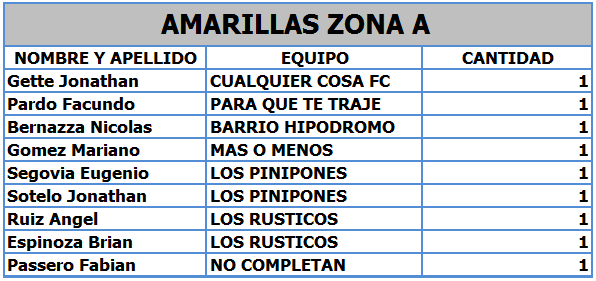 AMARILLAS ZONA A
NOMBRE Y APELLIDO EQUIPO CANTIDAD
Gette Jonathan CUALQUIER COSA FC 1
Pardo Facundo PARA QUE TE TRAJE 1
Bernazza Nicolas BARRIO HIPODROMO 1
Gomez Mariano MAS O MENOS 1
Segovia Eugenio LOS PINIPONES 1
Sotelo Jonathan LOS PINIPONES 1
Ruiz Angel LOS RUSTICOS 1
Espinoza Brian LOS RUSTICOS 1
Passero Fabian NO COMPLETAN 1